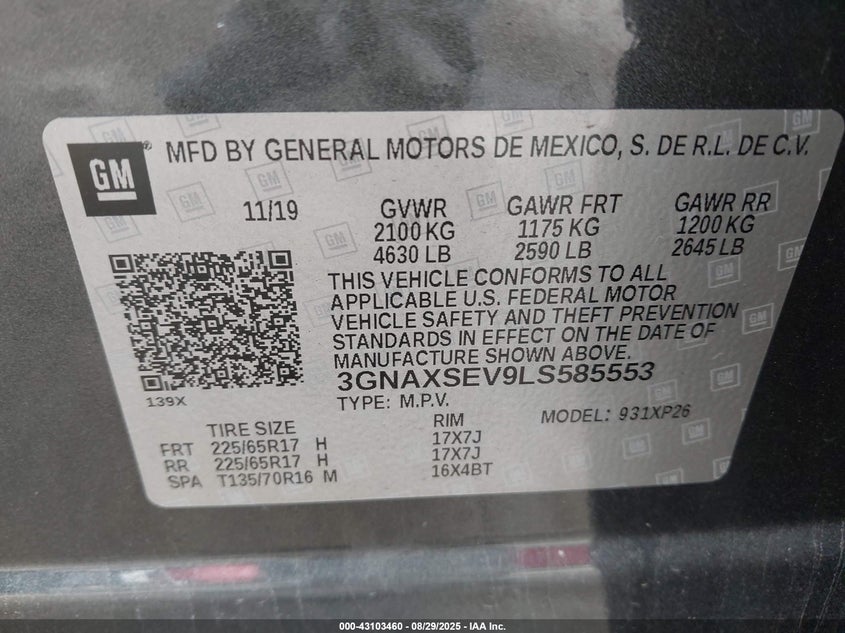 GM® MFD BY GENERAL MOTORS DE MEXICO, S. DE R.L. DE C.V.
11/19 GVWR GAWR FRT GAWR RR
2100 KG 1175 KG 1200 KG
4630 LB 2590 LB 2645 LB
THIS VEHICLE CONFORMS TO ALL
APPLICABLE U.S. FEDERAL MOTOR
VEHICLE SAFETY AND THEFT PREVENTION
STANDARDS IN EFFECT ON THE DATE OF
MANUFACTURE SHOWN ABOVE.
3GNAXSEV9LS585553
139X
TYPE: M.P.V. MODEL: 931XP26
TIRE SIZE RIM
FRT 225/65R17 H 17X7J
RR 225/65R17 H 17X7J
SPA T135/70R16 M 16X4BT
000-43103460 - 08/29/2025 - IAA Inc.